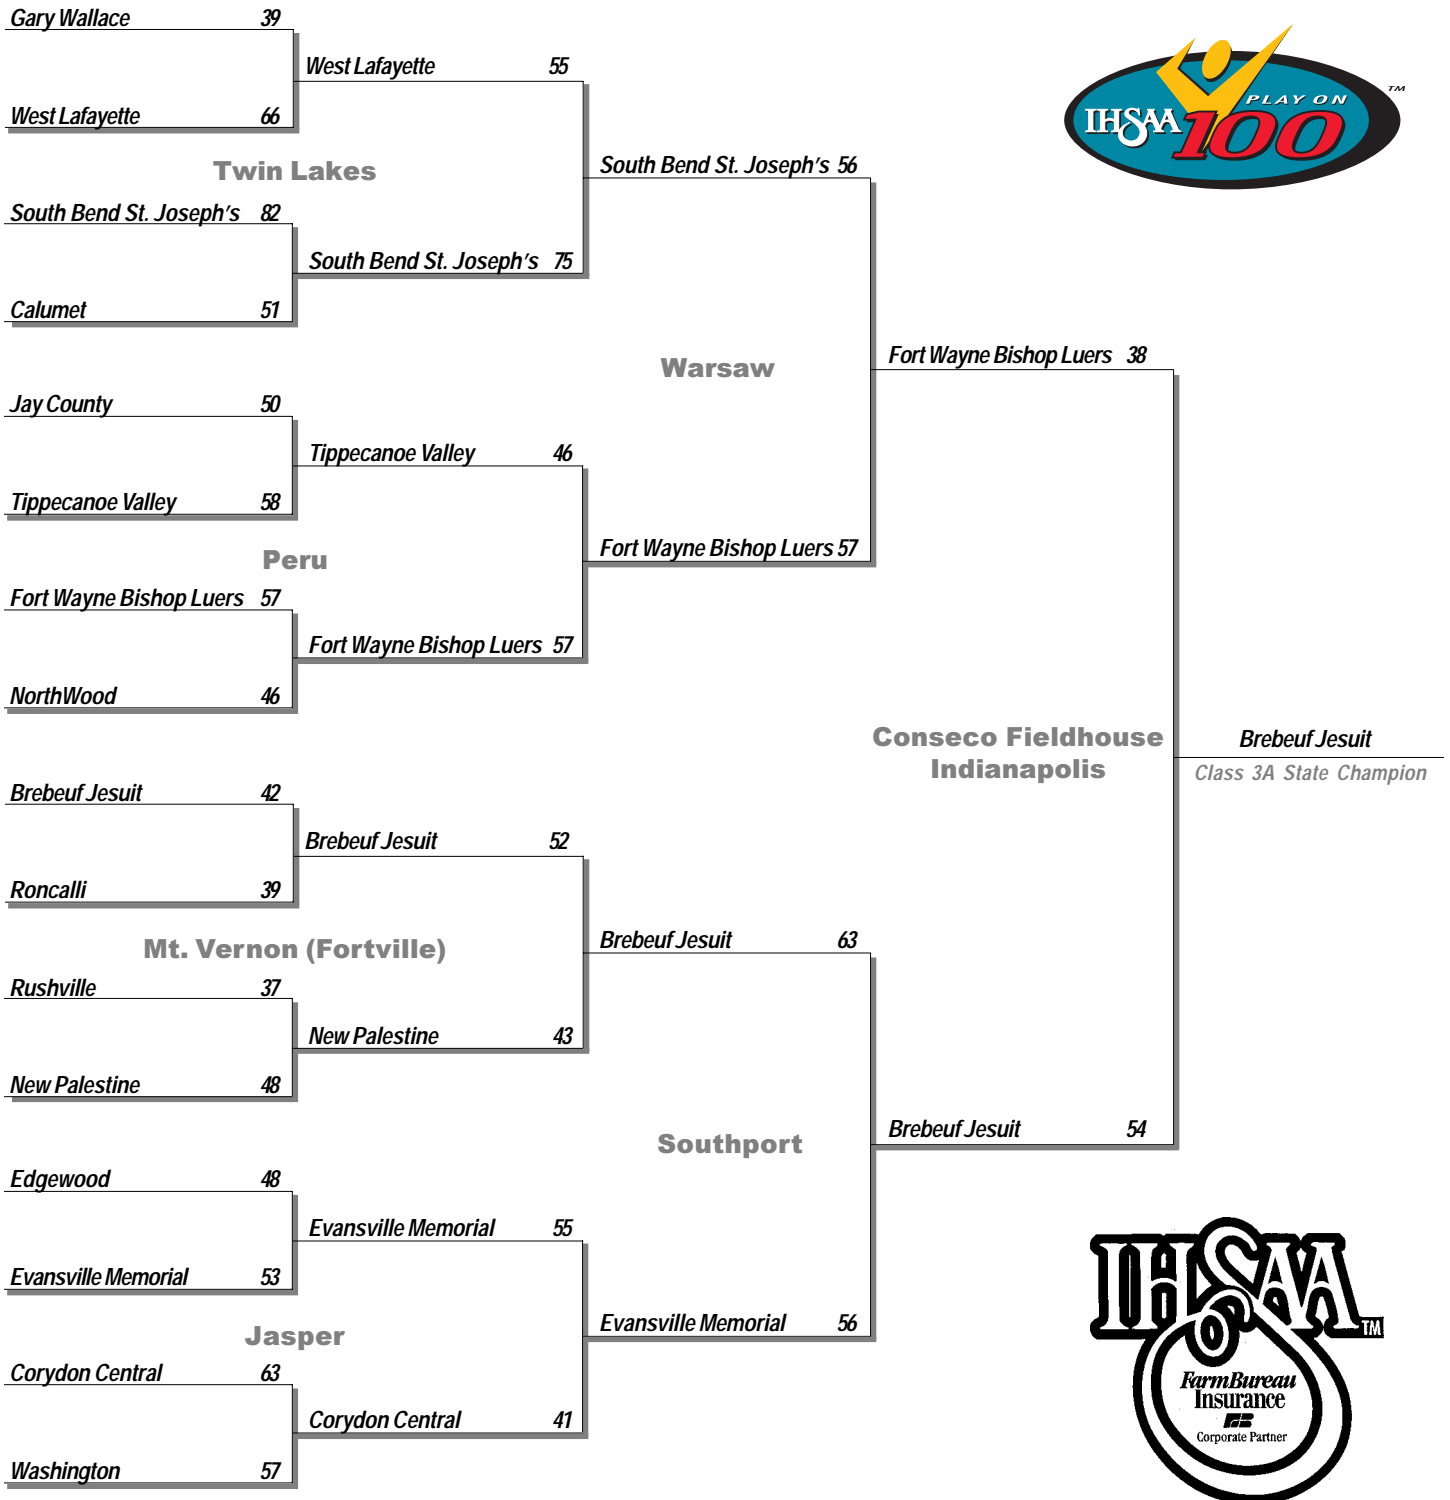 Gary Wallace 39
West Lafayette 55
West Lafayette 66
Twin Lakes
South Bend St. Joseph's 56
South Bend St. Joseph's 82
South Bend St. Joseph's 75
Calumet 51
Warsaw
Fort Wayne Bishop Luers 38
Jay County 50
Tippecanoe Valley 46
Tippecanoe Valley 58
Peru
Fort Wayne Bishop Luers 57
Fort Wayne Bishop Luers 57
Fort Wayne Bishop Luers 57
NorthWood 46
Conseco Fieldhouse
Indianapolis
Brebeuf Jesuit
Class 3A State Champion
Brebeuf Jesuit 42
Brebeuf Jesuit 52
Roncalli 39
Mt. Vernon (Fortville)
Brebeuf Jesuit 63
Rushville 37
New Palestine 43
New Palestine 48
Southport
Brebeuf Jesuit 54
Edgewood 48
Evansville Memorial 55
Evansville Memorial 53
Jasper
Evansville Memorial 56
Corydon Central 63
Corydon Central 41
Washington 57
IHSAA PLAY ON TM
100
IHSAA TM
FarmBureau
Insurance
Corporate Partner